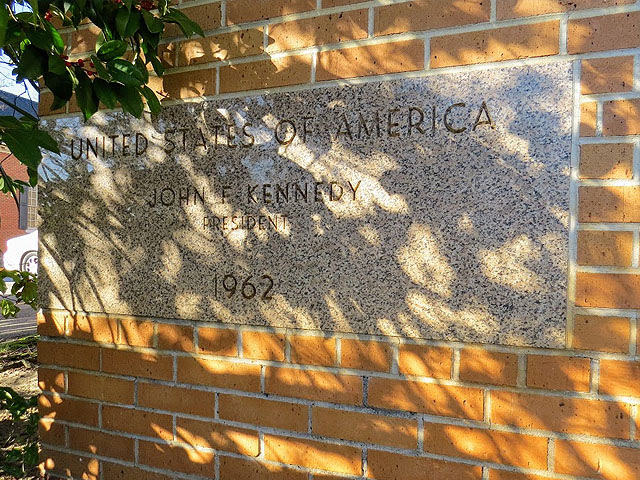 UNITED STATES OF AMERICA
JOHN F. KENNEDY
PRESIDENT
1962